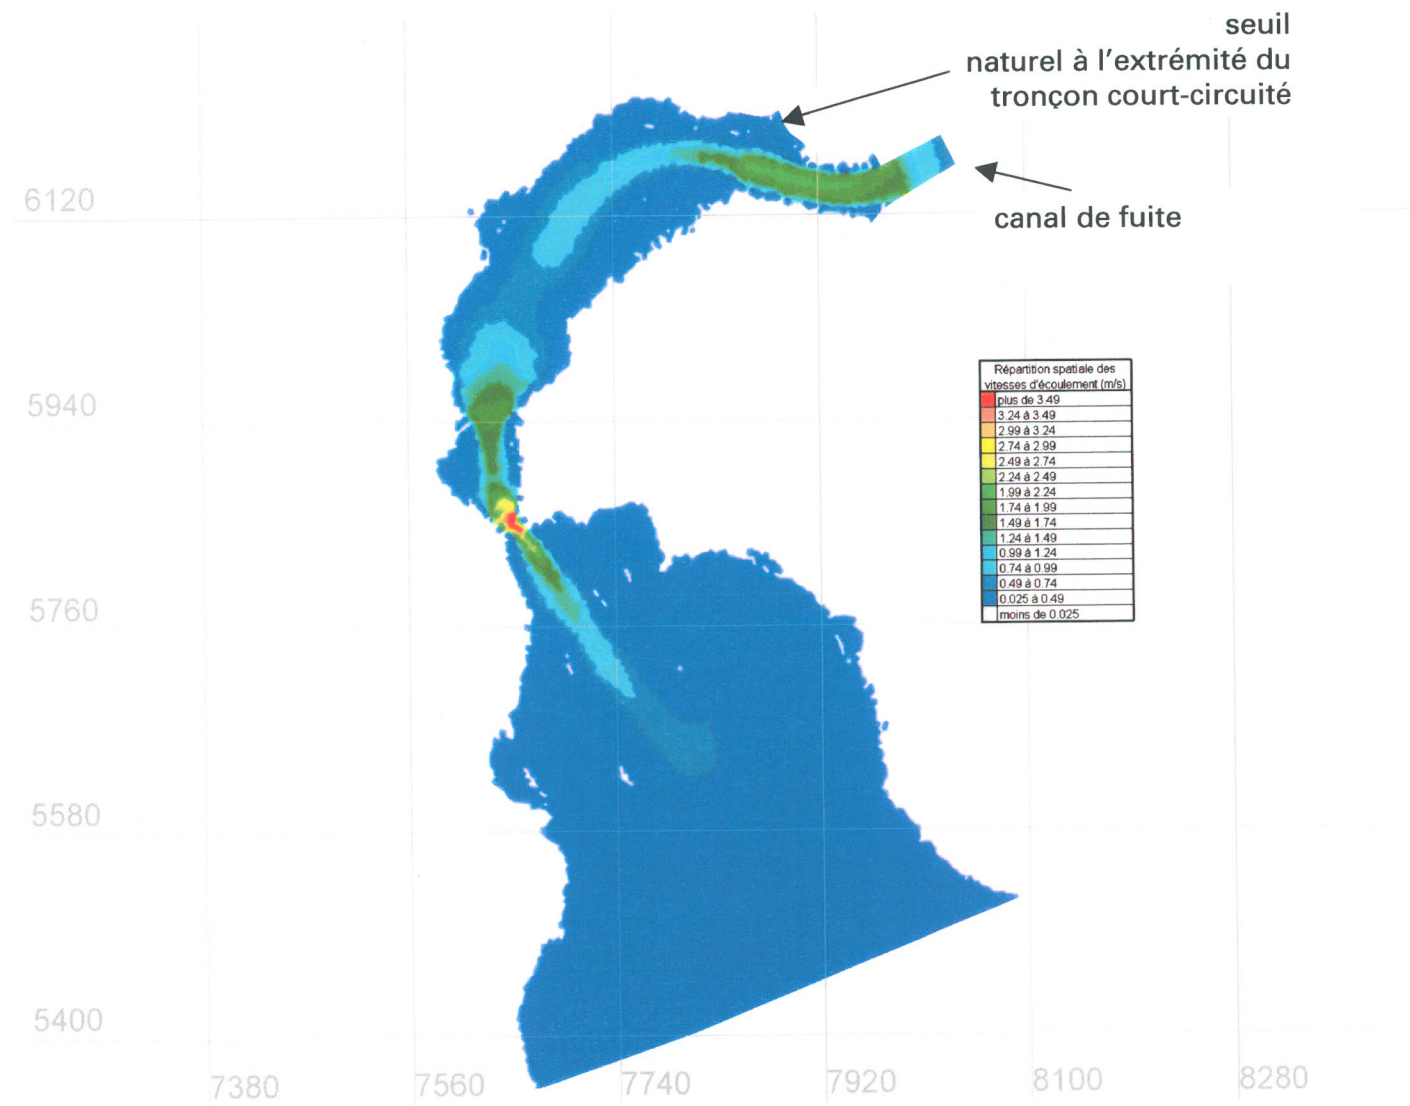 seuil
naturel à l'extrémité du
tronçon court-circuité
canal de fuite
6120
5940
5760
5580
5400
7380
7560
7740
7920
8100
8280
Répartition spatiale des
vitesses d'écoulement (m/s)
plus de 3.49
3.24 à 3.49
2.99 à 3.24
2.74 à 2.99
2.49 à 2.74
2.24 à 2.49
1.99 à 2.24
1.74 à 1.99
1.49 à 1.74
1.24 à 1.49
0.99 à 1.24
0.74 à 0.99
0.49 à 0.74
0.025 à 0.49
moins de 0.025